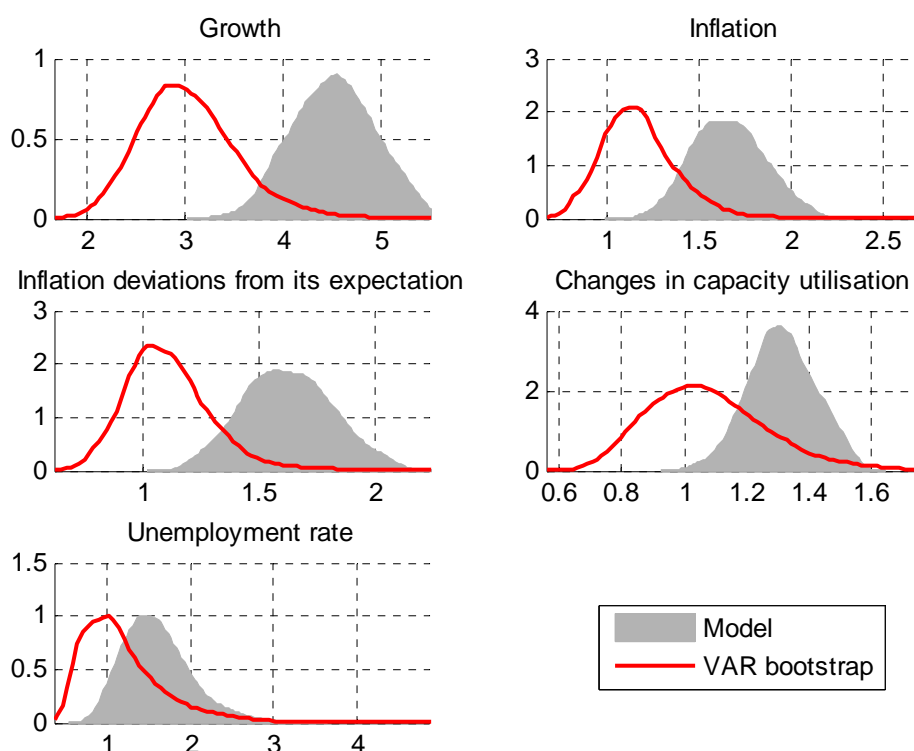 Growth
1
0.5
0
2 3 4 5
Inflation
3
2
1
0
1 1.5 2 2.5
Inflation deviations from its expectation
3
2
1
0
1 1.5 2
Changes in capacity utilisation
4
2
0
0.6 0.8 1 1.2 1.4 1.6
Unemployment rate
1.5
1
0.5
0
1 2 3 4
Model
VAR bootstrap